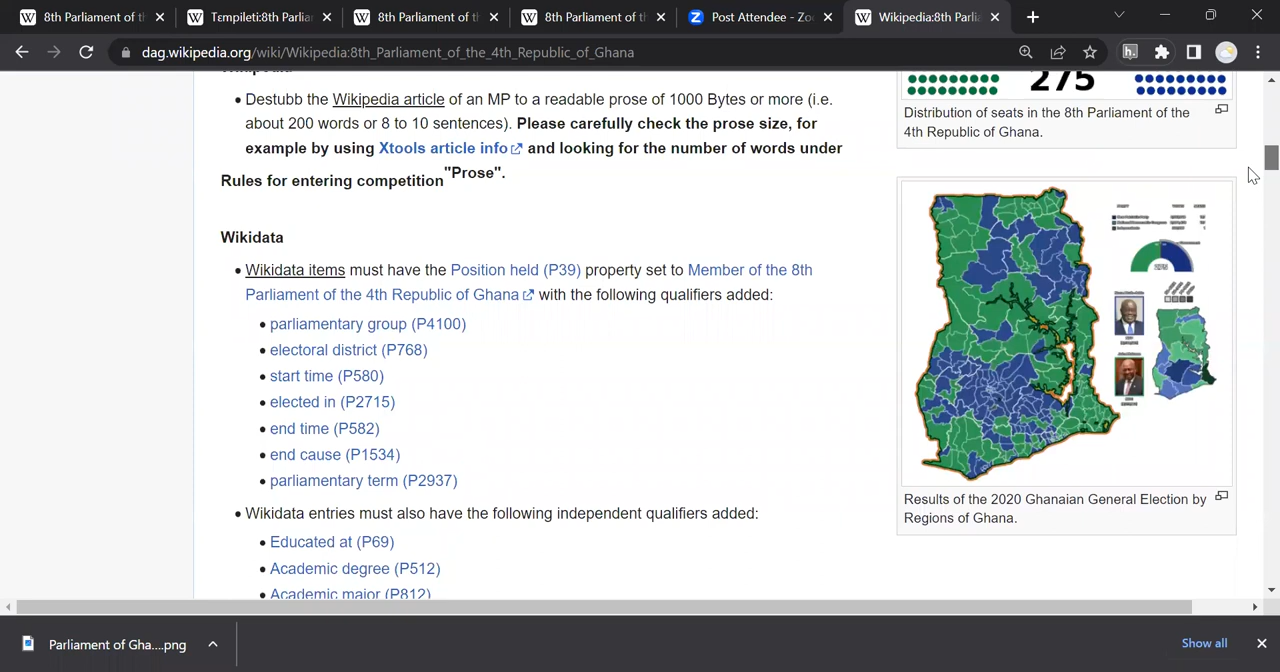 8th Parliament of th
Tɛmpileti:8th Parlia
8th Parliament of th
8th Parliament of th
Post Attendee - Zo
Wikipedia:8th Parli
dag.wikipedia.org/wiki/Wikipedia:8th_Parliament_of_the_4th_Republic_of_Ghana
Wikipedia
• Destubb the Wikipedia article of an MP to a readable prose of 1000 Bytes or more (i.e.
about 200 words or 8 to 10 sentences). Please carefully check the prose size, for
example by using Xtools article info and looking for the number of words under
"Prose".
Rules for entering competition
Wikidata
• Wikidata items must have the Position held (P39) property set to Member of the 8th
Parliament of the 4th Republic of Ghana with the following qualifiers added:
• parliamentary group (P4100)
• electoral district (P768)
• start time (P580)
• elected in (P2715)
• end time (P582)
• end cause (P1534)
• parliamentary term (P2937)
• Wikidata entries must also have the following independent qualifiers added:
• Educated at (P69)
• Academic degree (P512)
• Academic major (P812)
275
Distribution of seats in the 8th Parliament of the
4th Republic of Ghana.
Results of the 2020 Ghanaian General Election by
Regions of Ghana.
Parliament of Gha....png
Show all